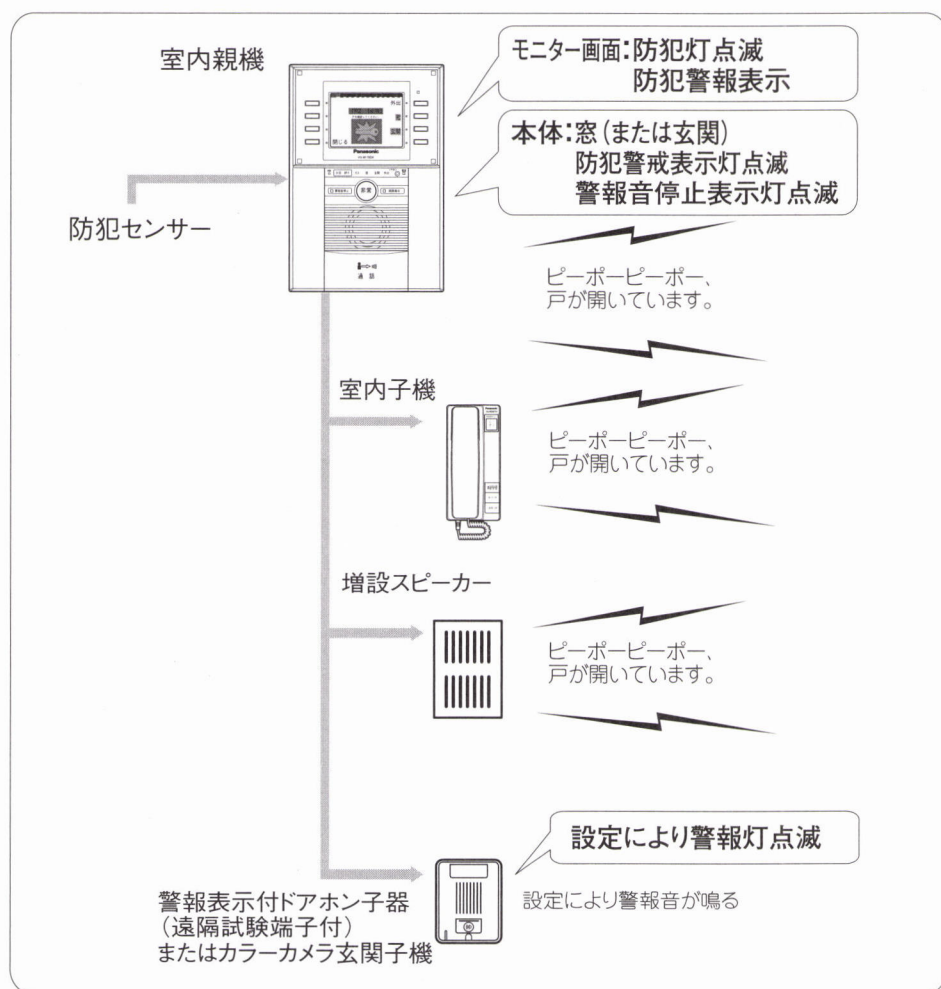 室内親機
モニター画面：防犯灯点滅
防犯警報表示
本体：窓（または玄関）
防犯警戒表示灯点滅
警報音停止表示灯点滅
防犯センサー
外出
閉じる
Panasonic
通話
ピーポーピーポー、
戸が開いています。
室内子機
ピーポーピーポー、
戸が開いています。
増設スピーカー
ピーポーピーポー、
戸が開いています。
設定により警報灯点滅
設定により警報音が鳴る
警報表示付ドアホン子器
（遠隔試験端子付）
またはカラーカメラ玄関子機